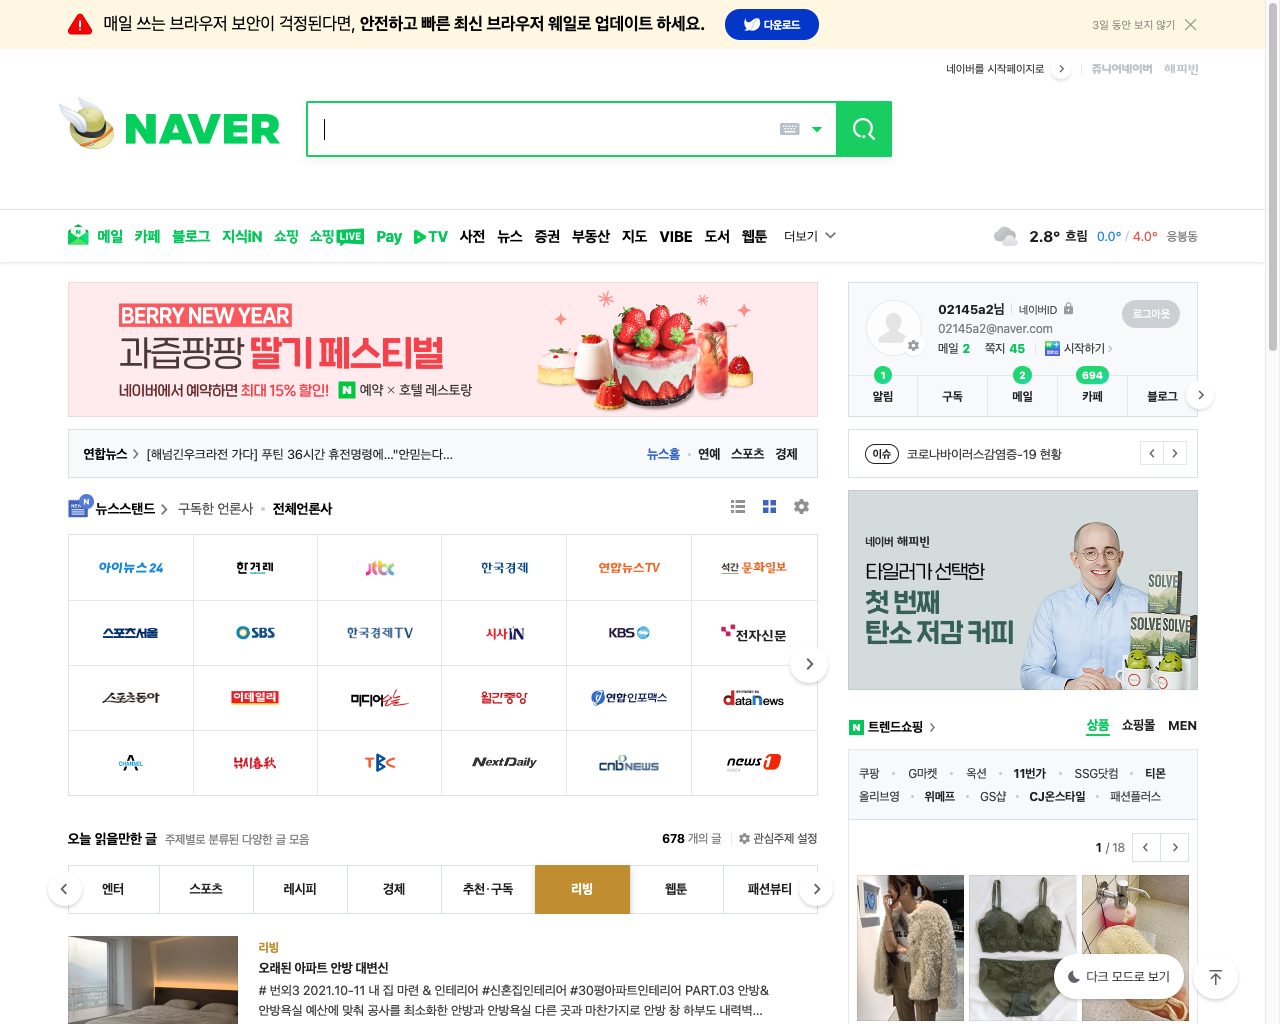 매일 쓰는 브라우저 보안이 걱정된다면, 안전하고 빠른 최신 브라우저 웨일로 업데이트 하세요. 다운로드 3일 동안 보지 않기
네이버를 시작페이지로 쥬니어네이버 해피빈
NAVER
메일 카페 블로그 지식iN 쇼핑 쇼핑LIVE Pay TV 사전 뉴스 증권 부동산 지도 VIBE 도서 웹툰 더보기 2.8° 흐림 0.0° / 4.0° 응봉동
BERRY NEW YEAR
과즙팡팡 딸기 페스티벌
네이버에서 예약하면 최대 15% 할인! N 예약 × 호텔 레스토랑
02145a2님 네이버ID
로그아웃
02145a2@naver.com
메일 2 쪽지 45 시작하기
1 2 694
알림 구독 메일 카페 블로그
연합뉴스 [해넘긴우크라전 가다] 푸틴 36시간 휴전명령에..."안믿는다... 뉴스홈 연예 스포츠 경제
이슈 코로나바이러스감염증-19 현황
뉴스스탠드 구독한 언론사 전체언론사
아이뉴스24 한겨레 jtbc 한국경제 연합뉴스TV 석간 문화일보
스포츠서울 SBS 한국경제TV 시사IN KBS 전자신문
스포츠동아 이데일리 미디어오늘 월간중앙 연합인포맥스 dataNews
CHANNEL A 낚시춘추 TBC NextDaily cnbNEWS news1 KOREA
네이버 해피빈
타일러가 선택한
첫 번째
탄소 저감 커피
SOLVE
SOLVE SOLVE
N 트렌드쇼핑 상품 쇼핑몰 MEN
쿠팡 G마켓 옥션 11번가 SSG닷컴 티몬
올리브영 위메프 GS샵 CJ온스타일 패션플러스
1 / 18
오늘 읽을만한 글 주제별로 분류된 다양한 글 모음 678 개의 글 관심주제 설정
엔터 스포츠 레시피 경제 추천·구독 리빙 웹툰 패션뷰티
리빙
오래된 아파트 안방 대변신
# 번외3 2021.10-11 내 집 마련 & 인테리어 #신혼집인테리어 #30평아파트인테리어 PART.03 안방&
안방욕실 예산에 맞춰 공사를 최소화한 안방과 안방욕실 다른 곳과 마찬가지로 안방 창 하부도 내력벽...
다크 모드로 보기